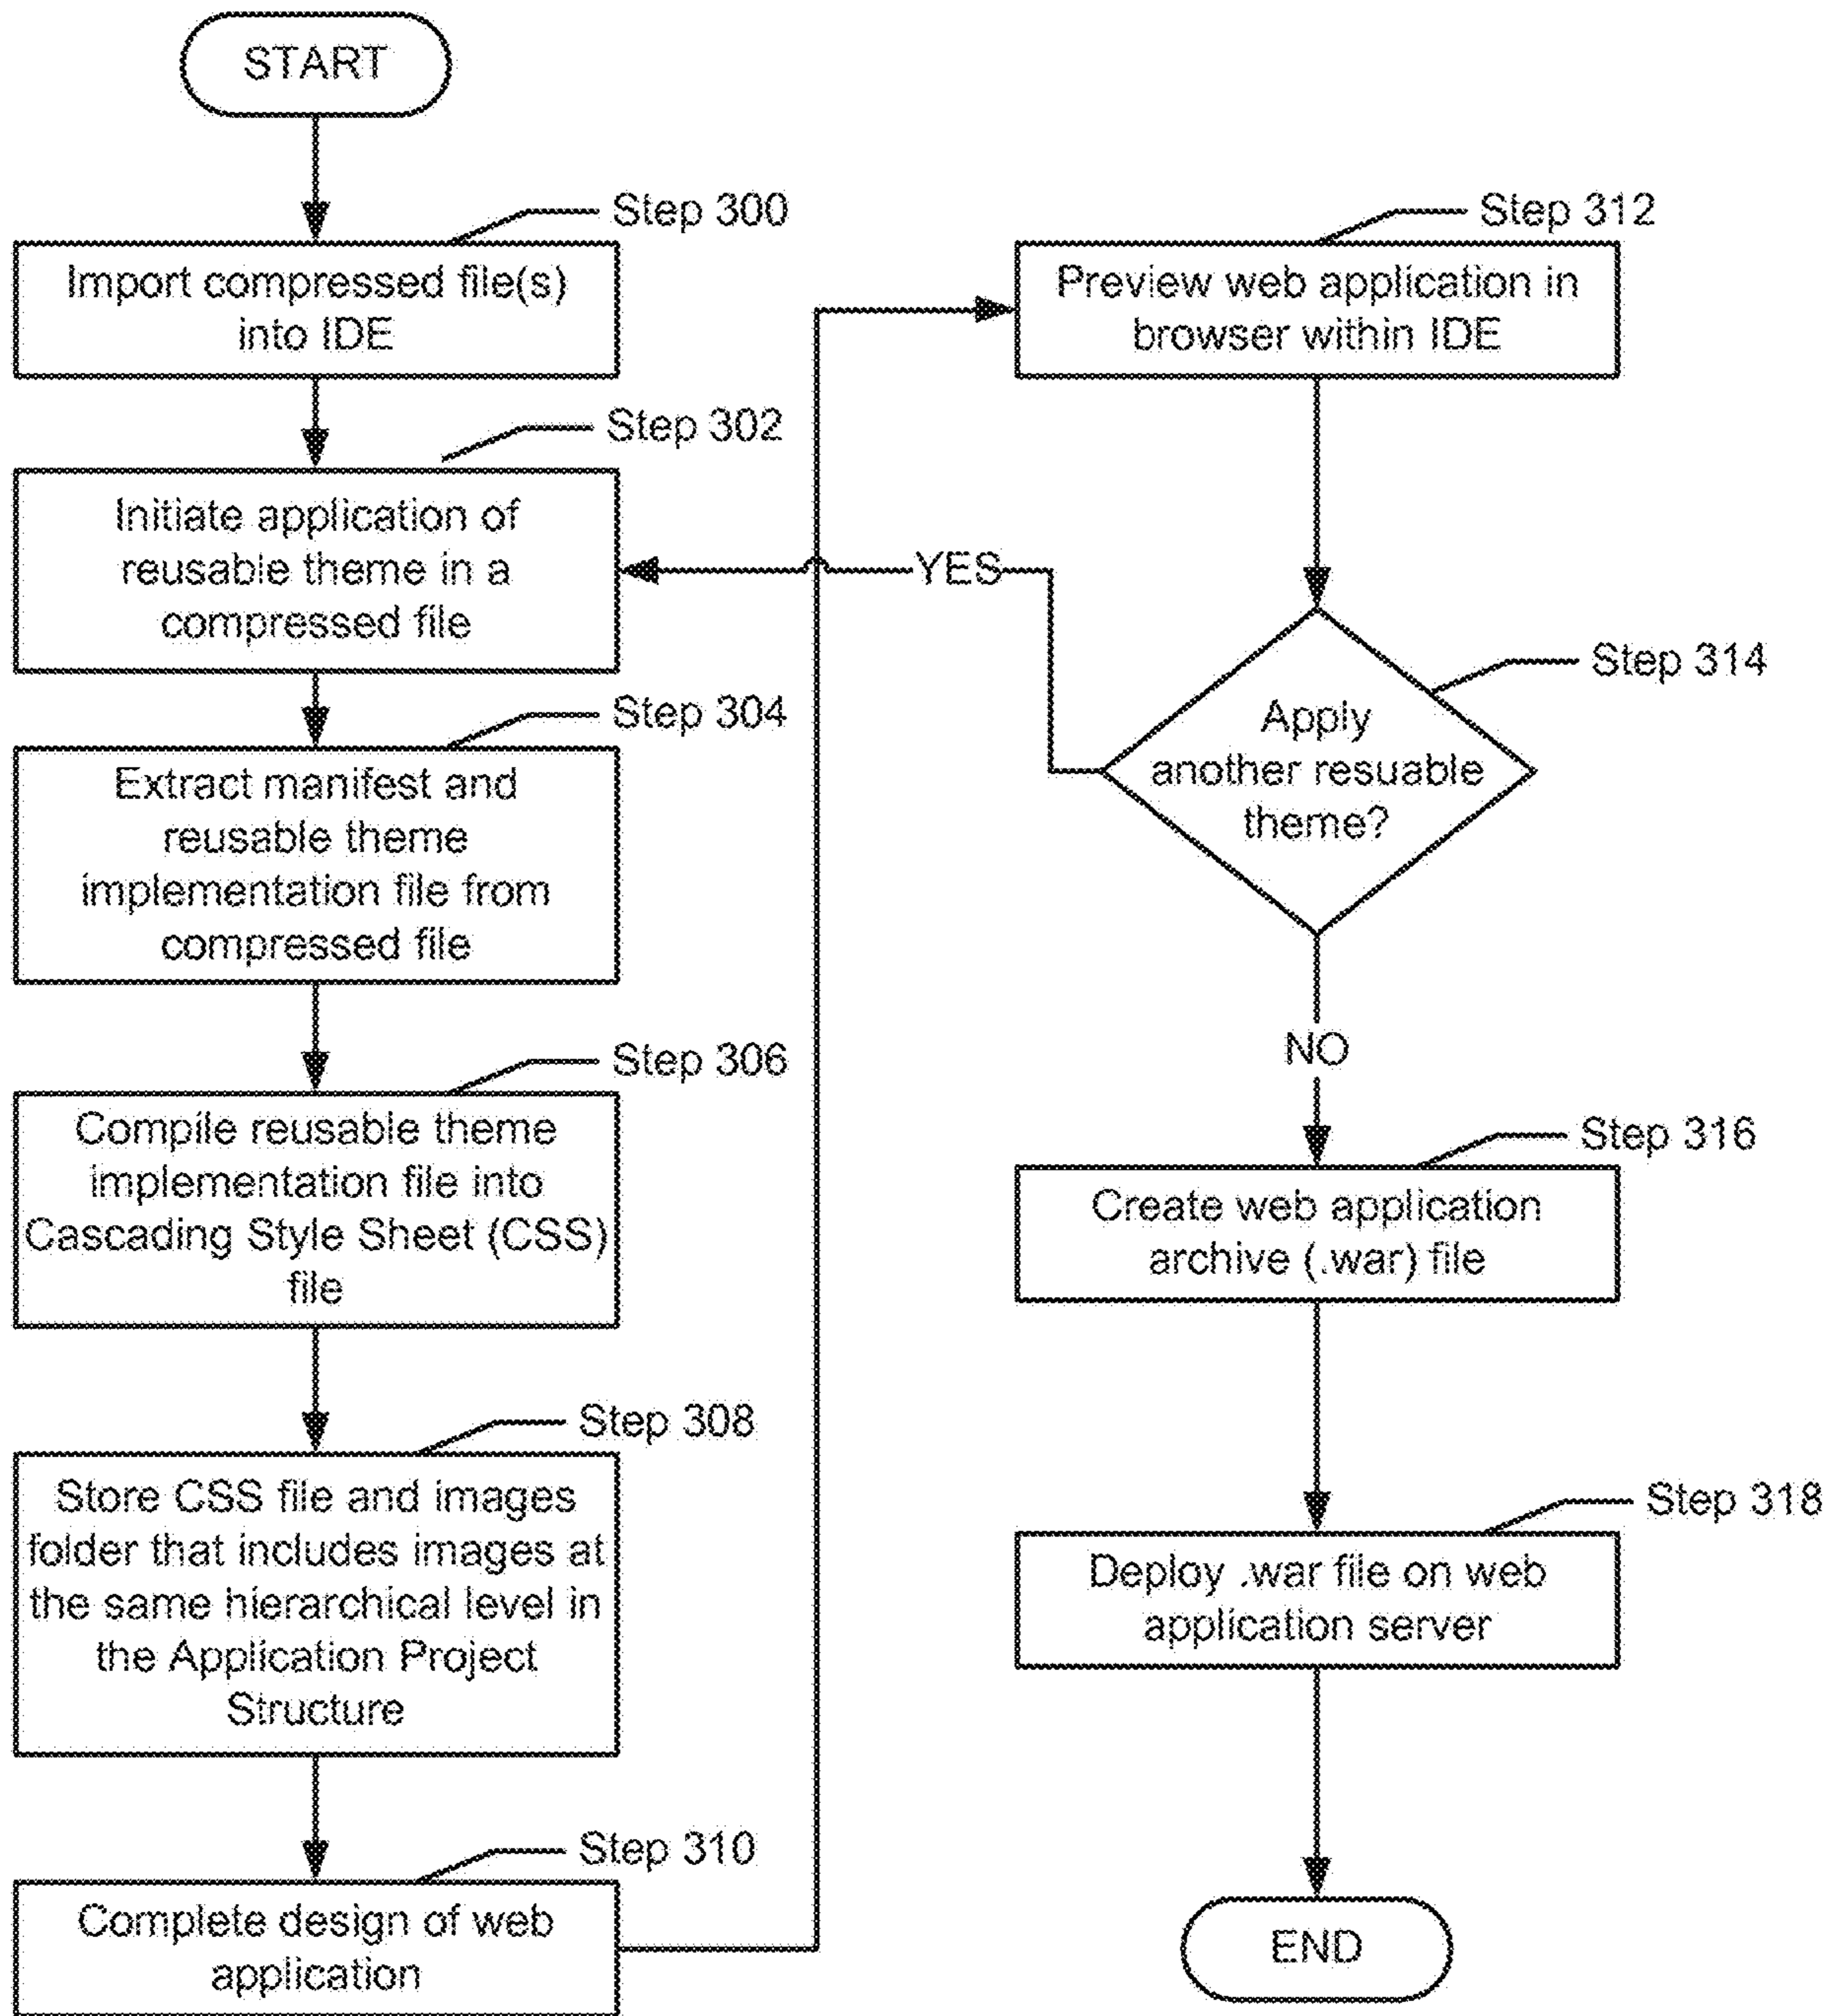 START
Step 300
Import compressed file(s)
into IDE
Step 302
Initiate application of
reusable theme in a
compressed file
Step 304
Extract manifest and
reusable theme
implementation file from
compressed file
Step 306
Compile reusable theme
implementation file into
Cascading Style Sheet (CSS)
file
Step 308
Store CSS file and images
folder that includes images at
the same hierarchical level in
the Application Project
Structure
Step 310
Complete design of web
application
Step 312
Preview web application in
browser within IDE
YES
Step 314
Apply
another resuable
theme?
NO
Step 316
Create web application
archive (.war) file
Step 318
Deploy .war file on web
application server
END